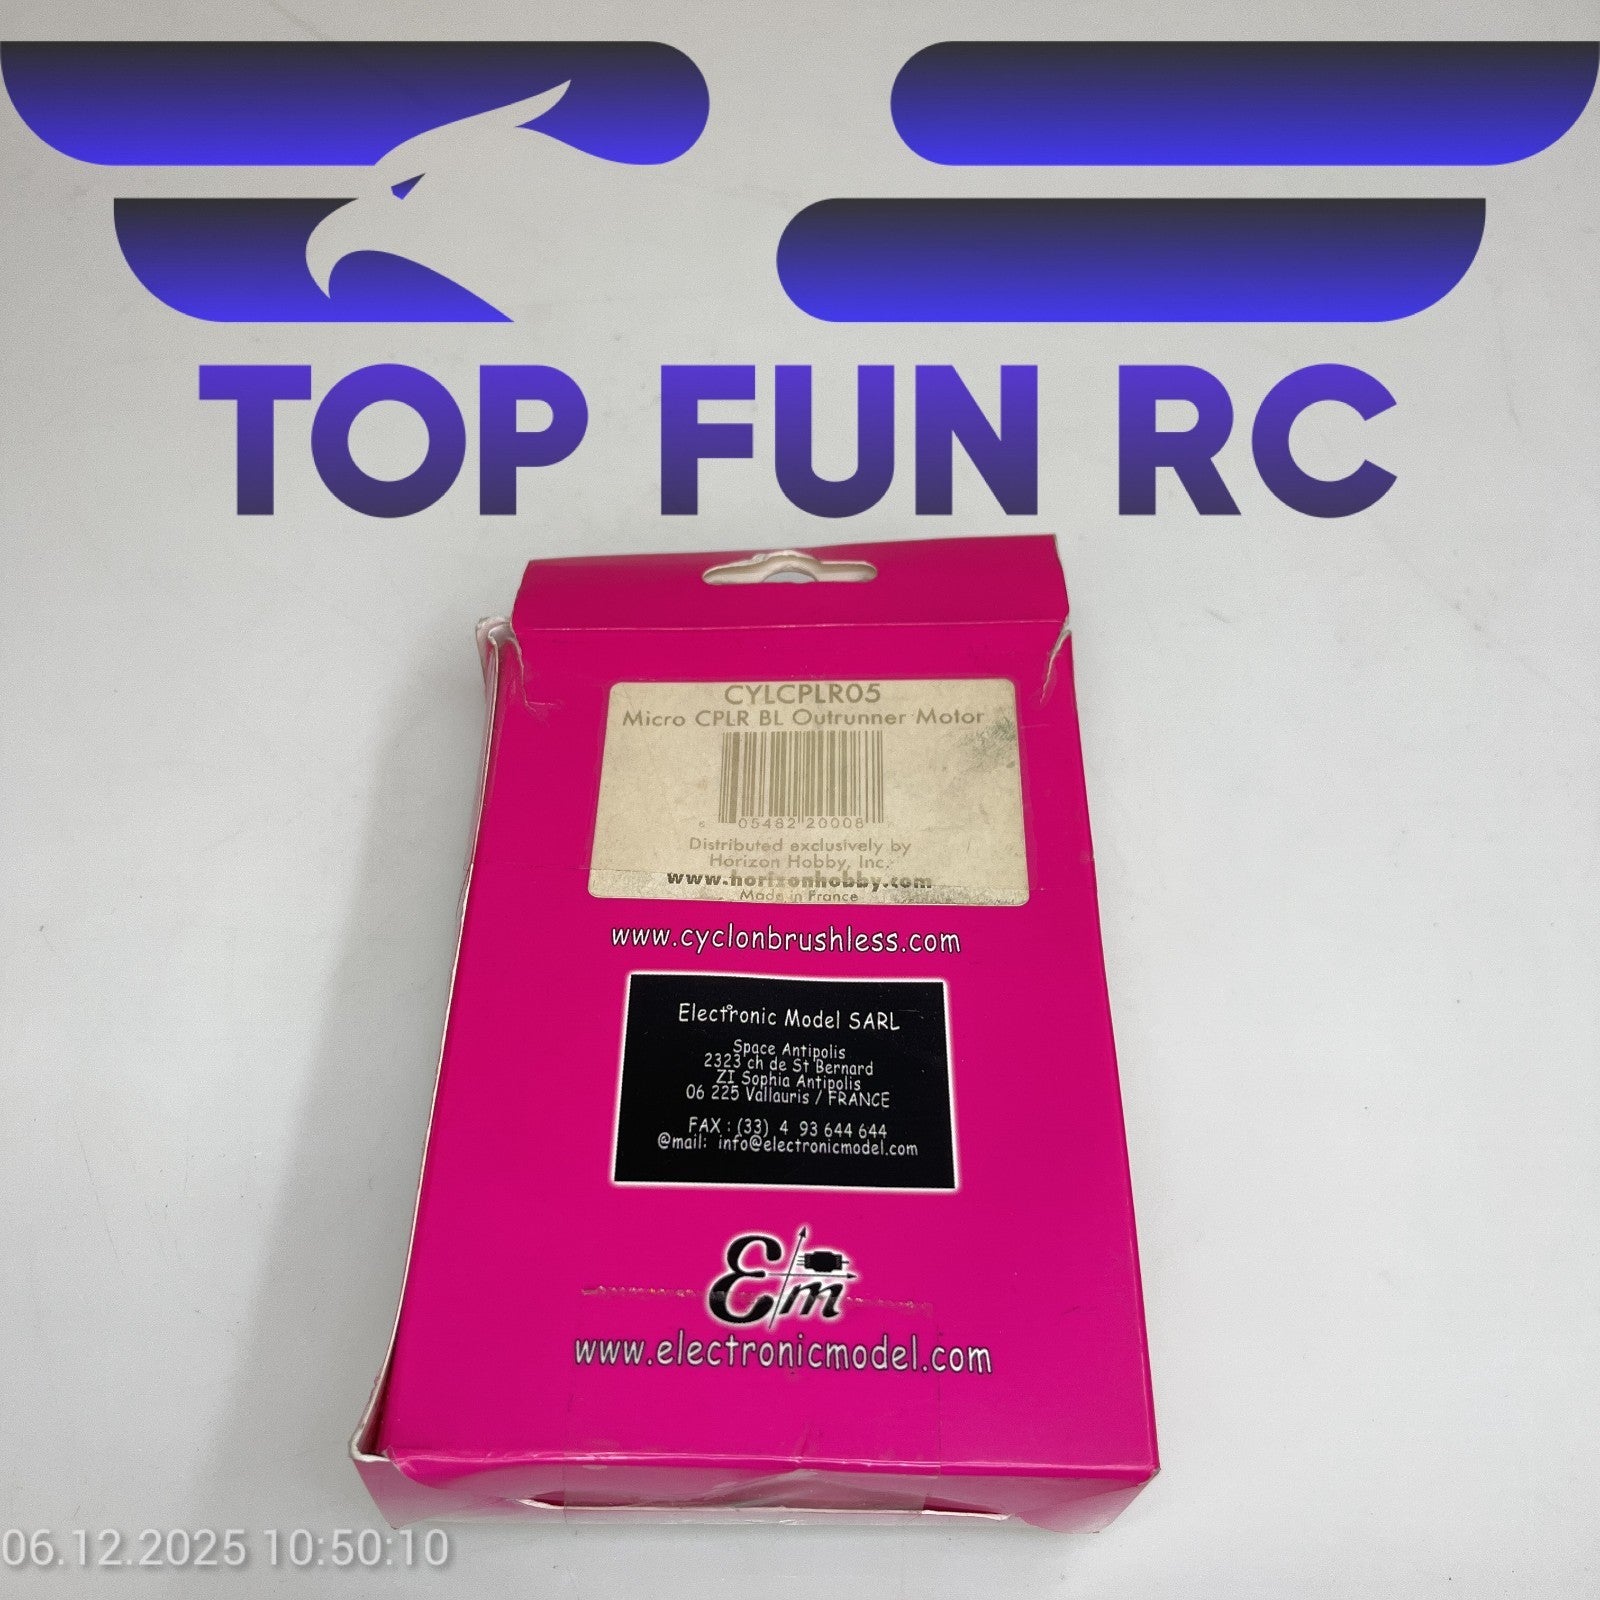 TOP FUN RC
CYLCPLR05
Micro CPLR BL Outrunner Motor
6 05482 20008
Distributed exclusively by
Horizon Hobby, Inc.
www.horizonhobby.com
Made in France
www.cyclonbrushless.com
Electronic Model SARL
Space Antipolis
2323 ch de St Bernard
ZI Sophia Antipolis
06 225 Vallauris / FRANCE
FAX : (33) 4 93 644 644
@mail: info@electronicmodel.com
E/m
www.electronicmodel.com
06.12.2025 10:50:10